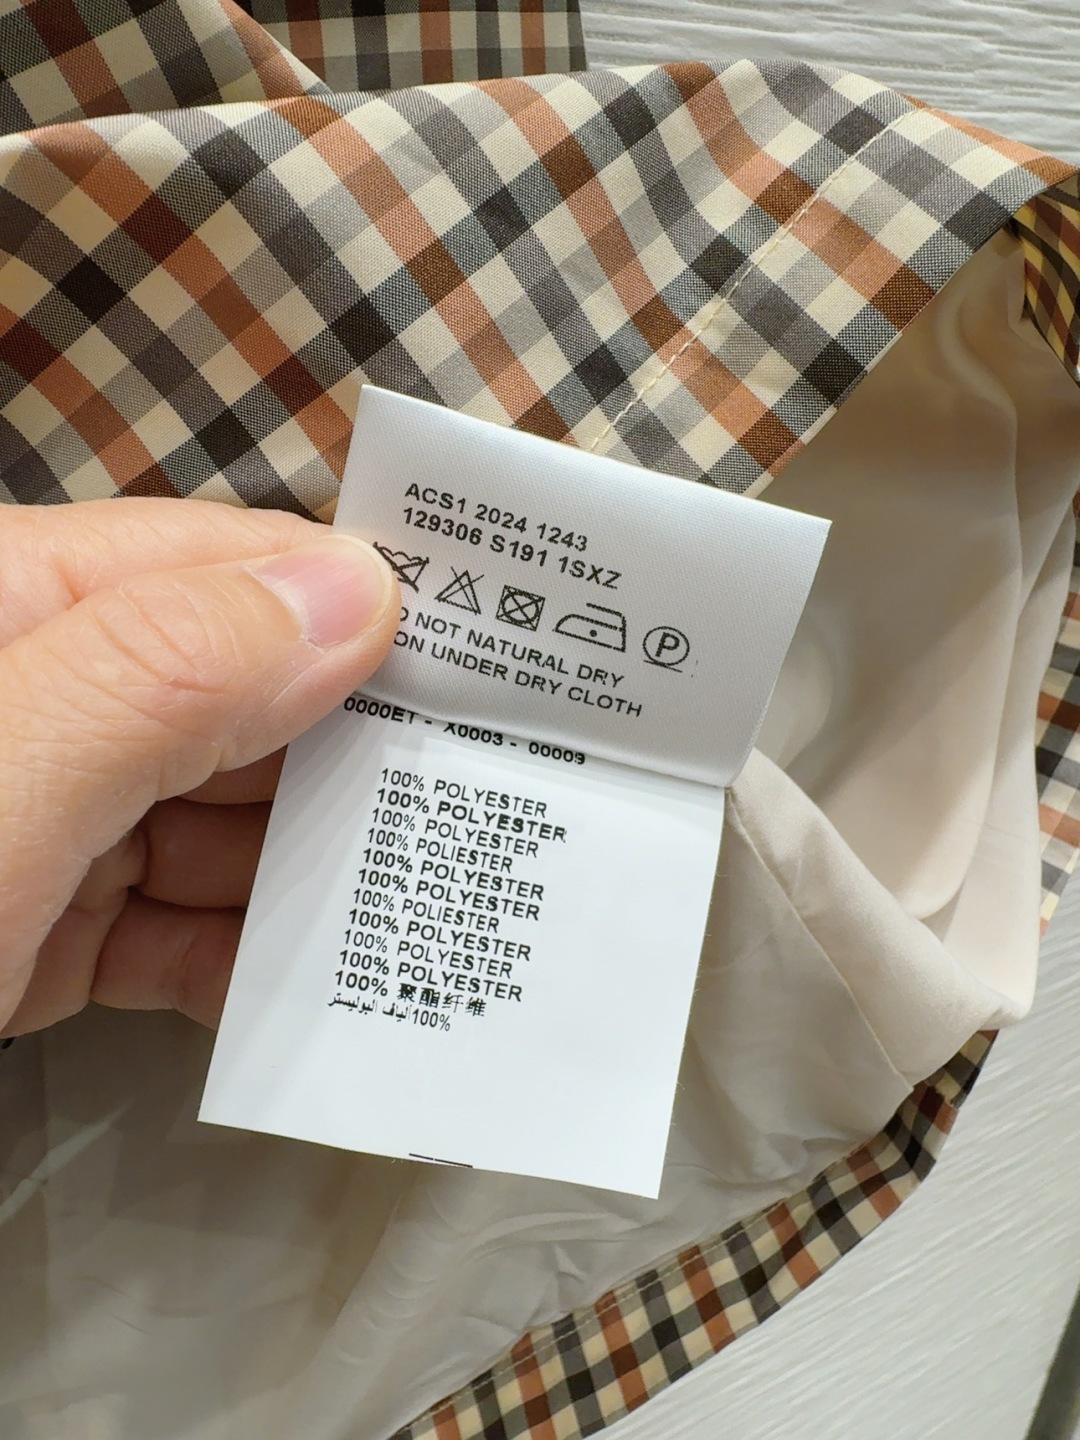 ACS1 2024 1243
129306 S191 1SXZ
P
NOT NATURAL DRY
UNDER DRY CLOTH
0000ET - X0003 - 00009
100% POLYESTER
100% POLYESTER
100% POLYESTER
100% POLIESTER
100% POLYESTER
100% POLYESTER
100% POLIESTER
100% POLYESTER
100% POLYESTER
100% POLYESTER
100% 聚酯纤维
100% ألياف البوليستر